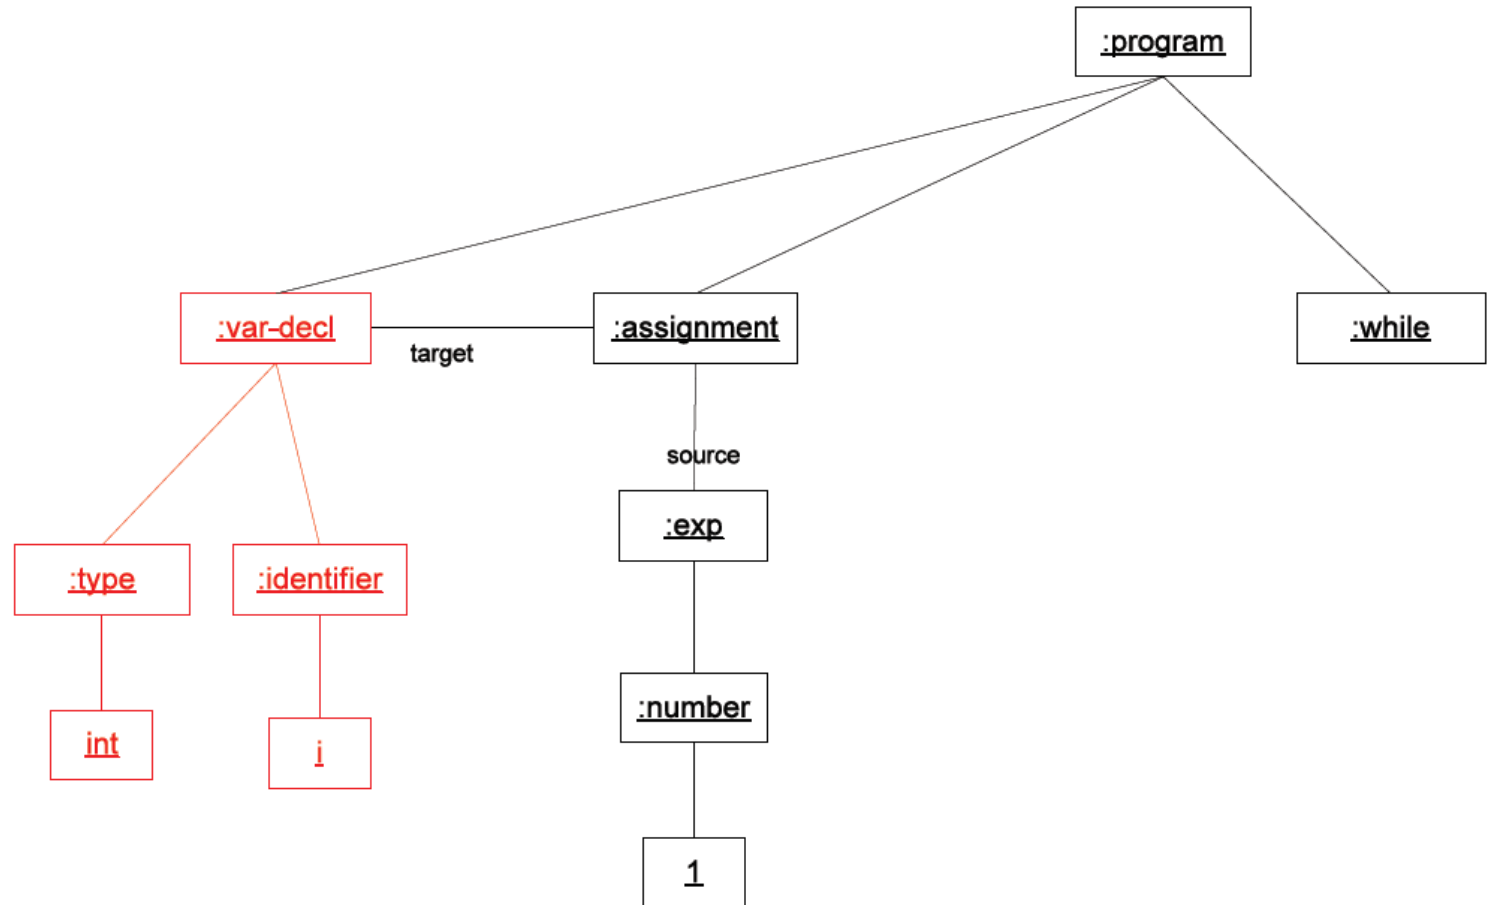 :program
:var-decl
target
:assignment
:while
source
:exp
:type
:identifier
:number
int
i
1